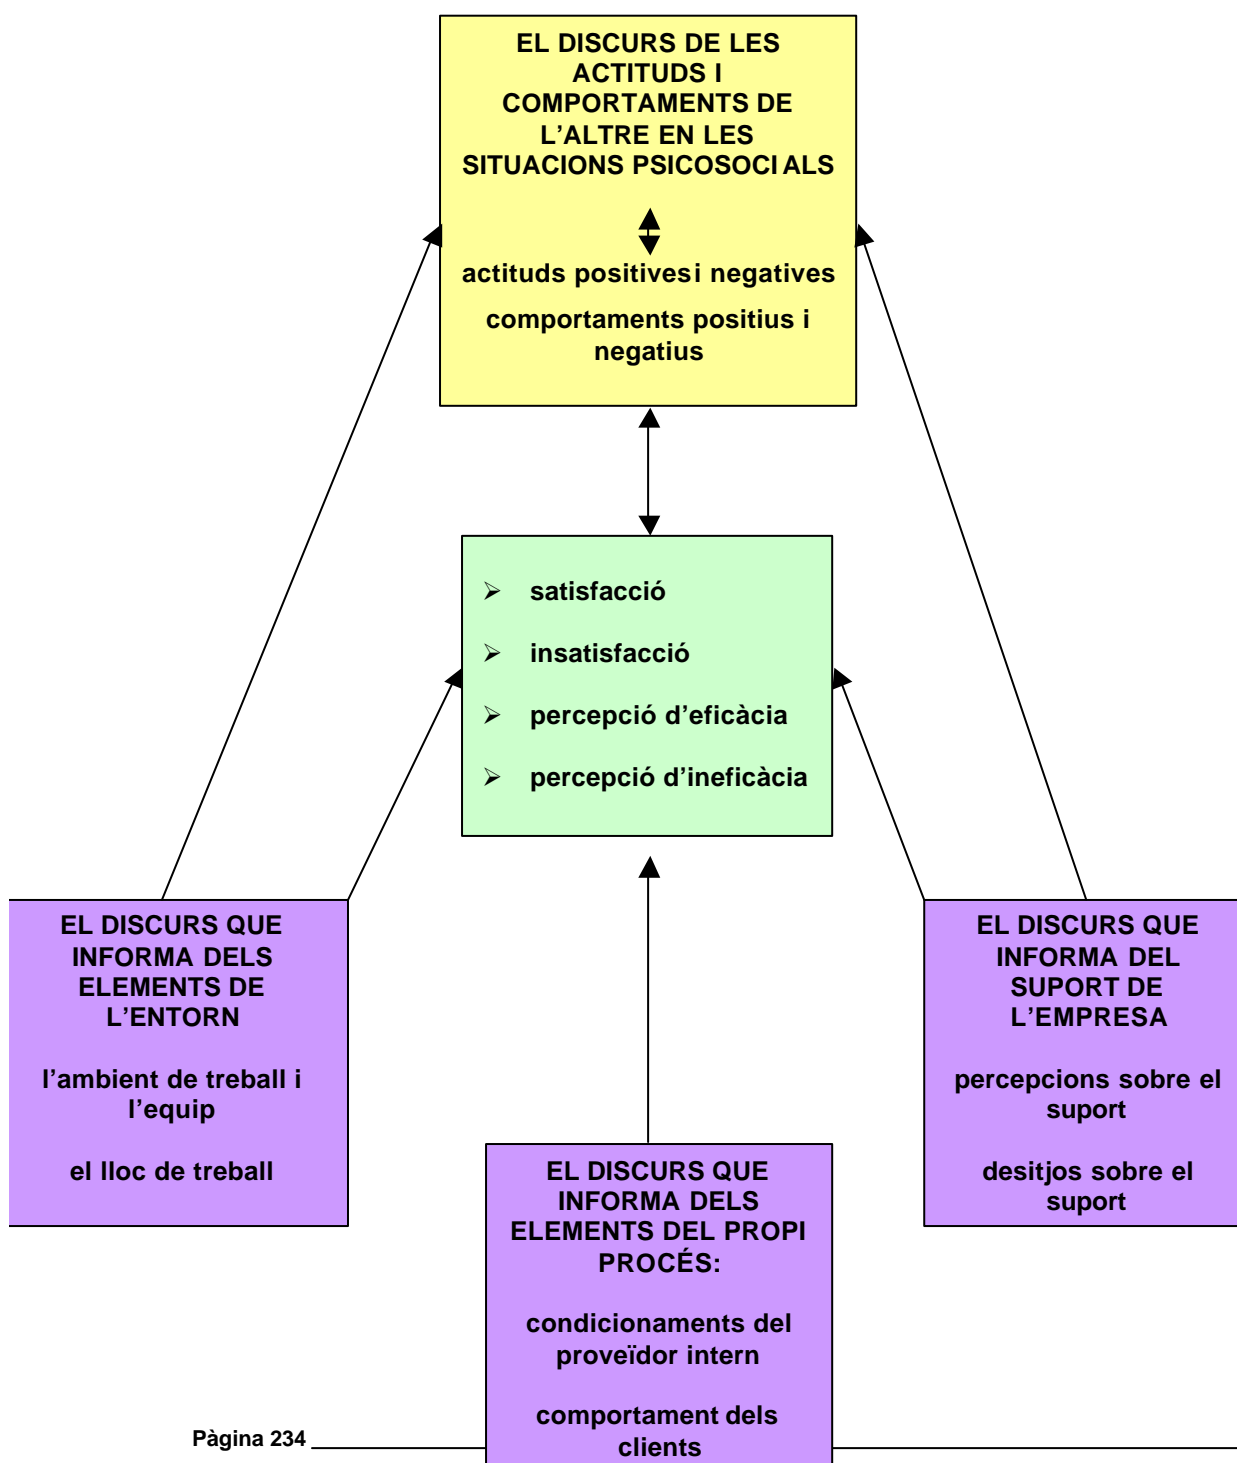 EL DISCURS DE LES
ACTITUDS I
COMPORTAMENTS DE
L’ALTRE EN LES
SITUACIONS PSICOSOCIALS
actituds positives i negatives
comportaments positius i
negatius
➢ satisfacció
➢ insatisfacció
➢ percepció d’eficàcia
➢ percepció d’ineficàcia
EL DISCURS QUE
INFORMA DELS
ELEMENTS DE
L’ENTORN
l’ambient de treball i
l’equip
el lloc de treball
EL DISCURS QUE
INFORMA DEL
SUPORT DE
L’EMPRESA
percepcions sobre el
suport
desitjos sobre el
suport
EL DISCURS QUE
INFORMA DELS
ELEMENTS DEL PROPI
PROCÉS:
condicionaments del
proveïdor intern
comportament dels
clients
Pàgina 234